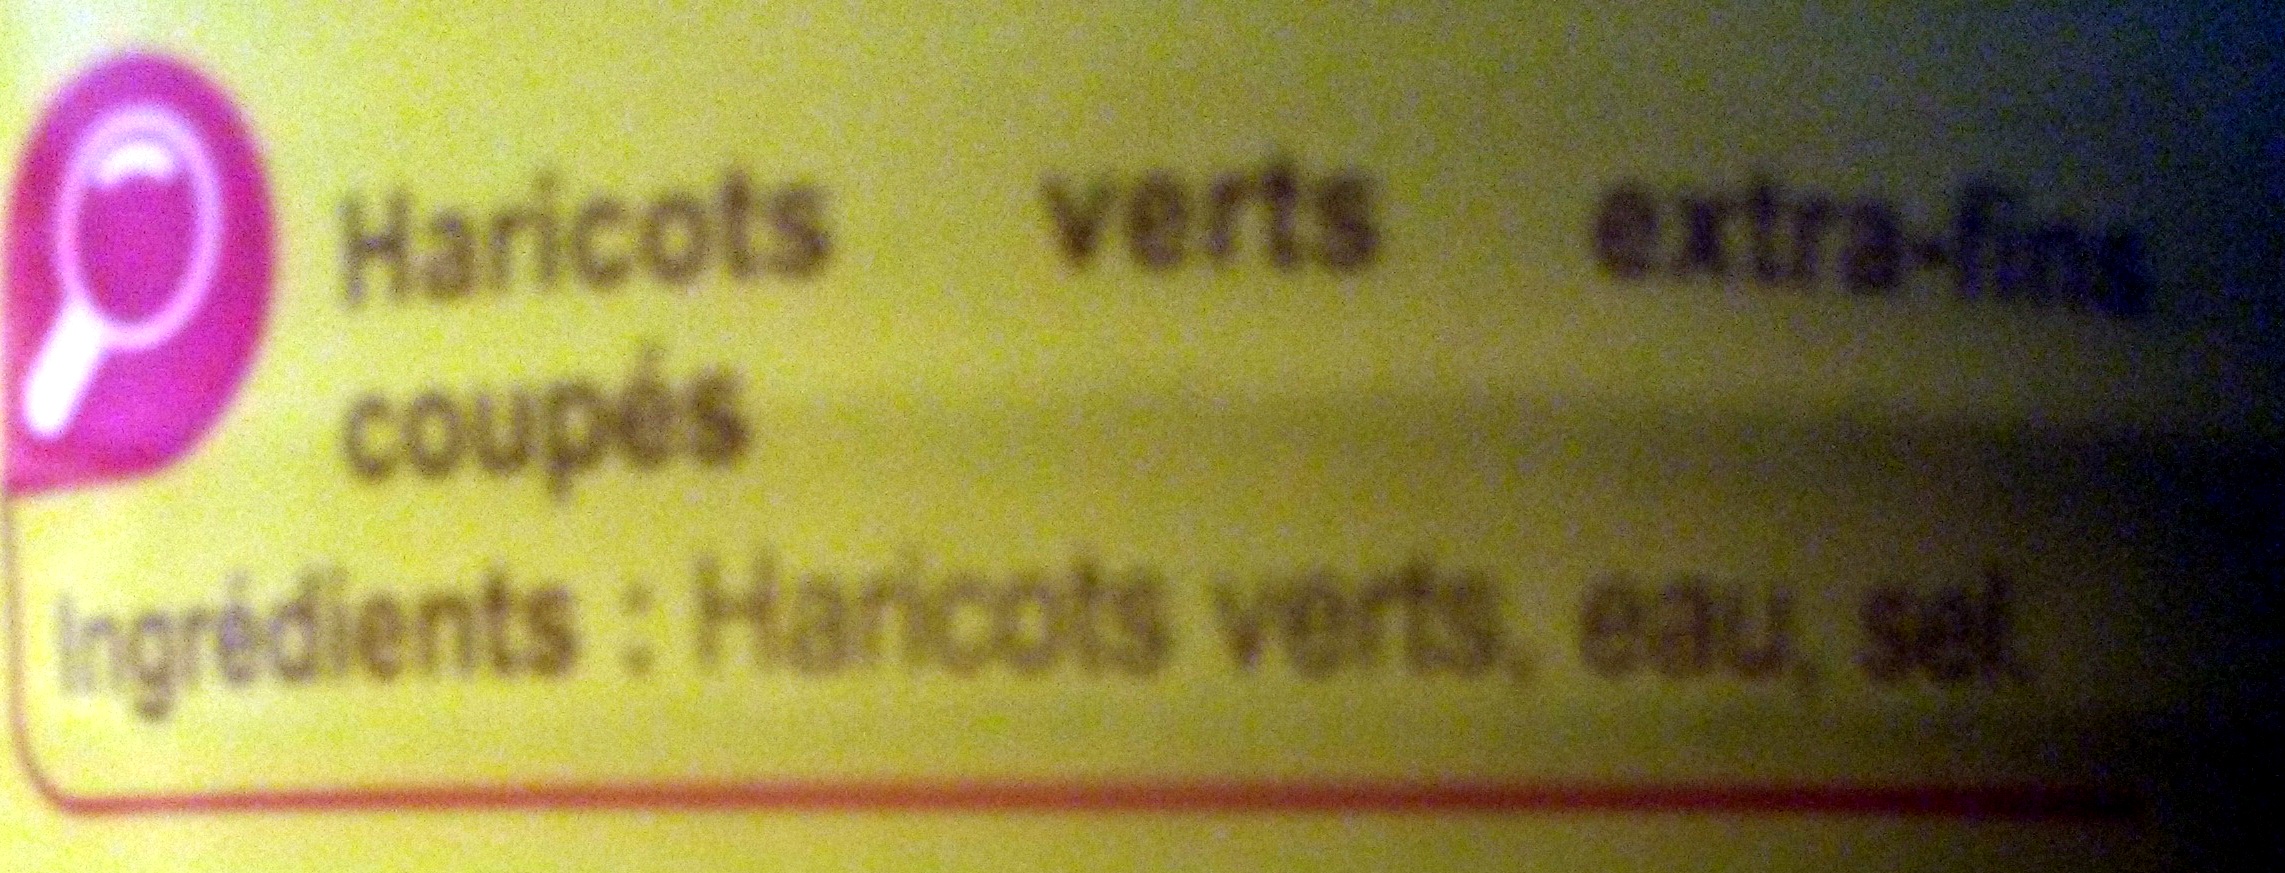 Haricots verts extra-fins
coupés
Ingrédients : Haricots verts, eau, sel.